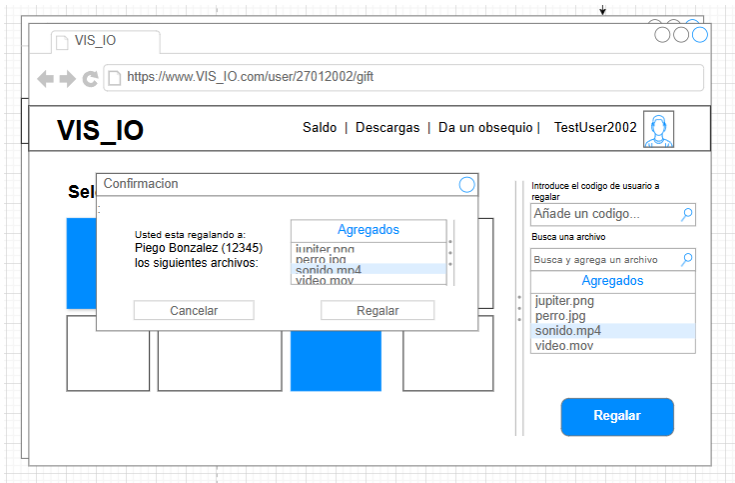 VIS_IO
https://www.VIS_IO.com/user/27012002/gift
VIS_IO
Saldo | Descargas | Da un obsequio | TestUser2002
Sel
Confirmacion
:
Usted esta regalando a:
Piego Bonzalez (12345)
los siguientes archivos:
Agregados
jupiter.png
perro.jpg
sonido.mp4
video.mov
Cancelar
Regalar
Introduce el codigo de usuario a
regalar
Añade un codigo...
Busca una archivo
Busca y agrega un archivo
Agregados
jupiter.png
perro.jpg
sonido.mp4
video.mov
Regalar